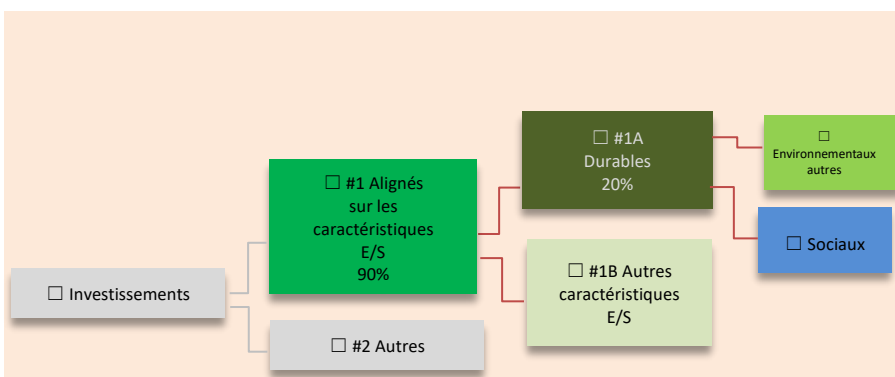 ☐ Investissements
☐ #1 Alignés
sur les
caractéristiques
E/S
90%
☐ #2 Autres
☐ #1A
Durables
20%
☐ #1B Autres
caractéristiques
E/S
☐
Environnementaux
autres
☐ Sociaux